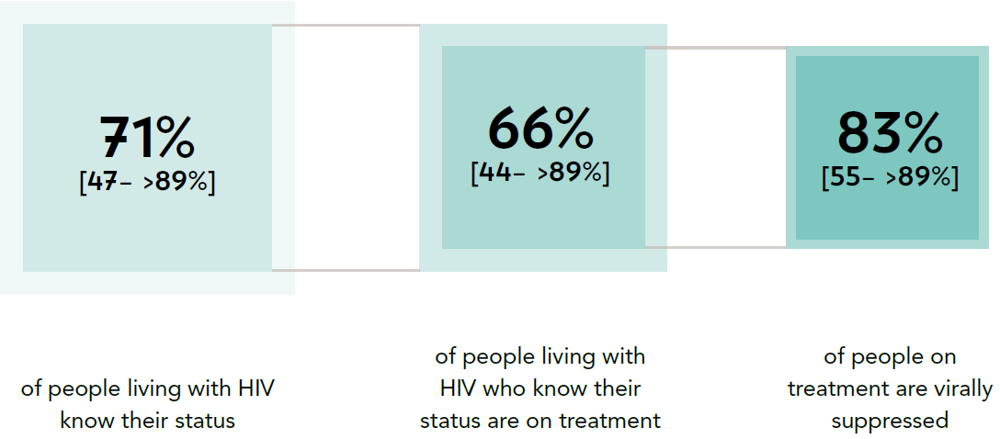 71%
[47– >89%]
of people living with HIV
know their status
66%
[44– >89%]
of people living with
HIV who know their
status are on treatment
83%
[55– >89%]
of people on
treatment are virally
suppressed